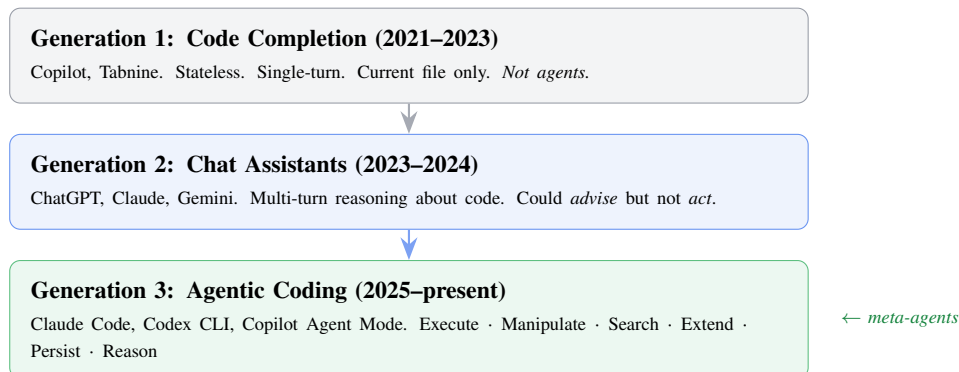 Generation 1: Code Completion (2021–2023)
Copilot, Tabnine. Stateless. Single-turn. Current file only. Not agents.
Generation 2: Chat Assistants (2023–2024)
ChatGPT, Claude, Gemini. Multi-turn reasoning about code. Could advise but not act.
Generation 3: Agentic Coding (2025–present)
Claude Code, Codex CLI, Copilot Agent Mode. Execute · Manipulate · Search · Extend ·
Persist · Reason
← meta-agents